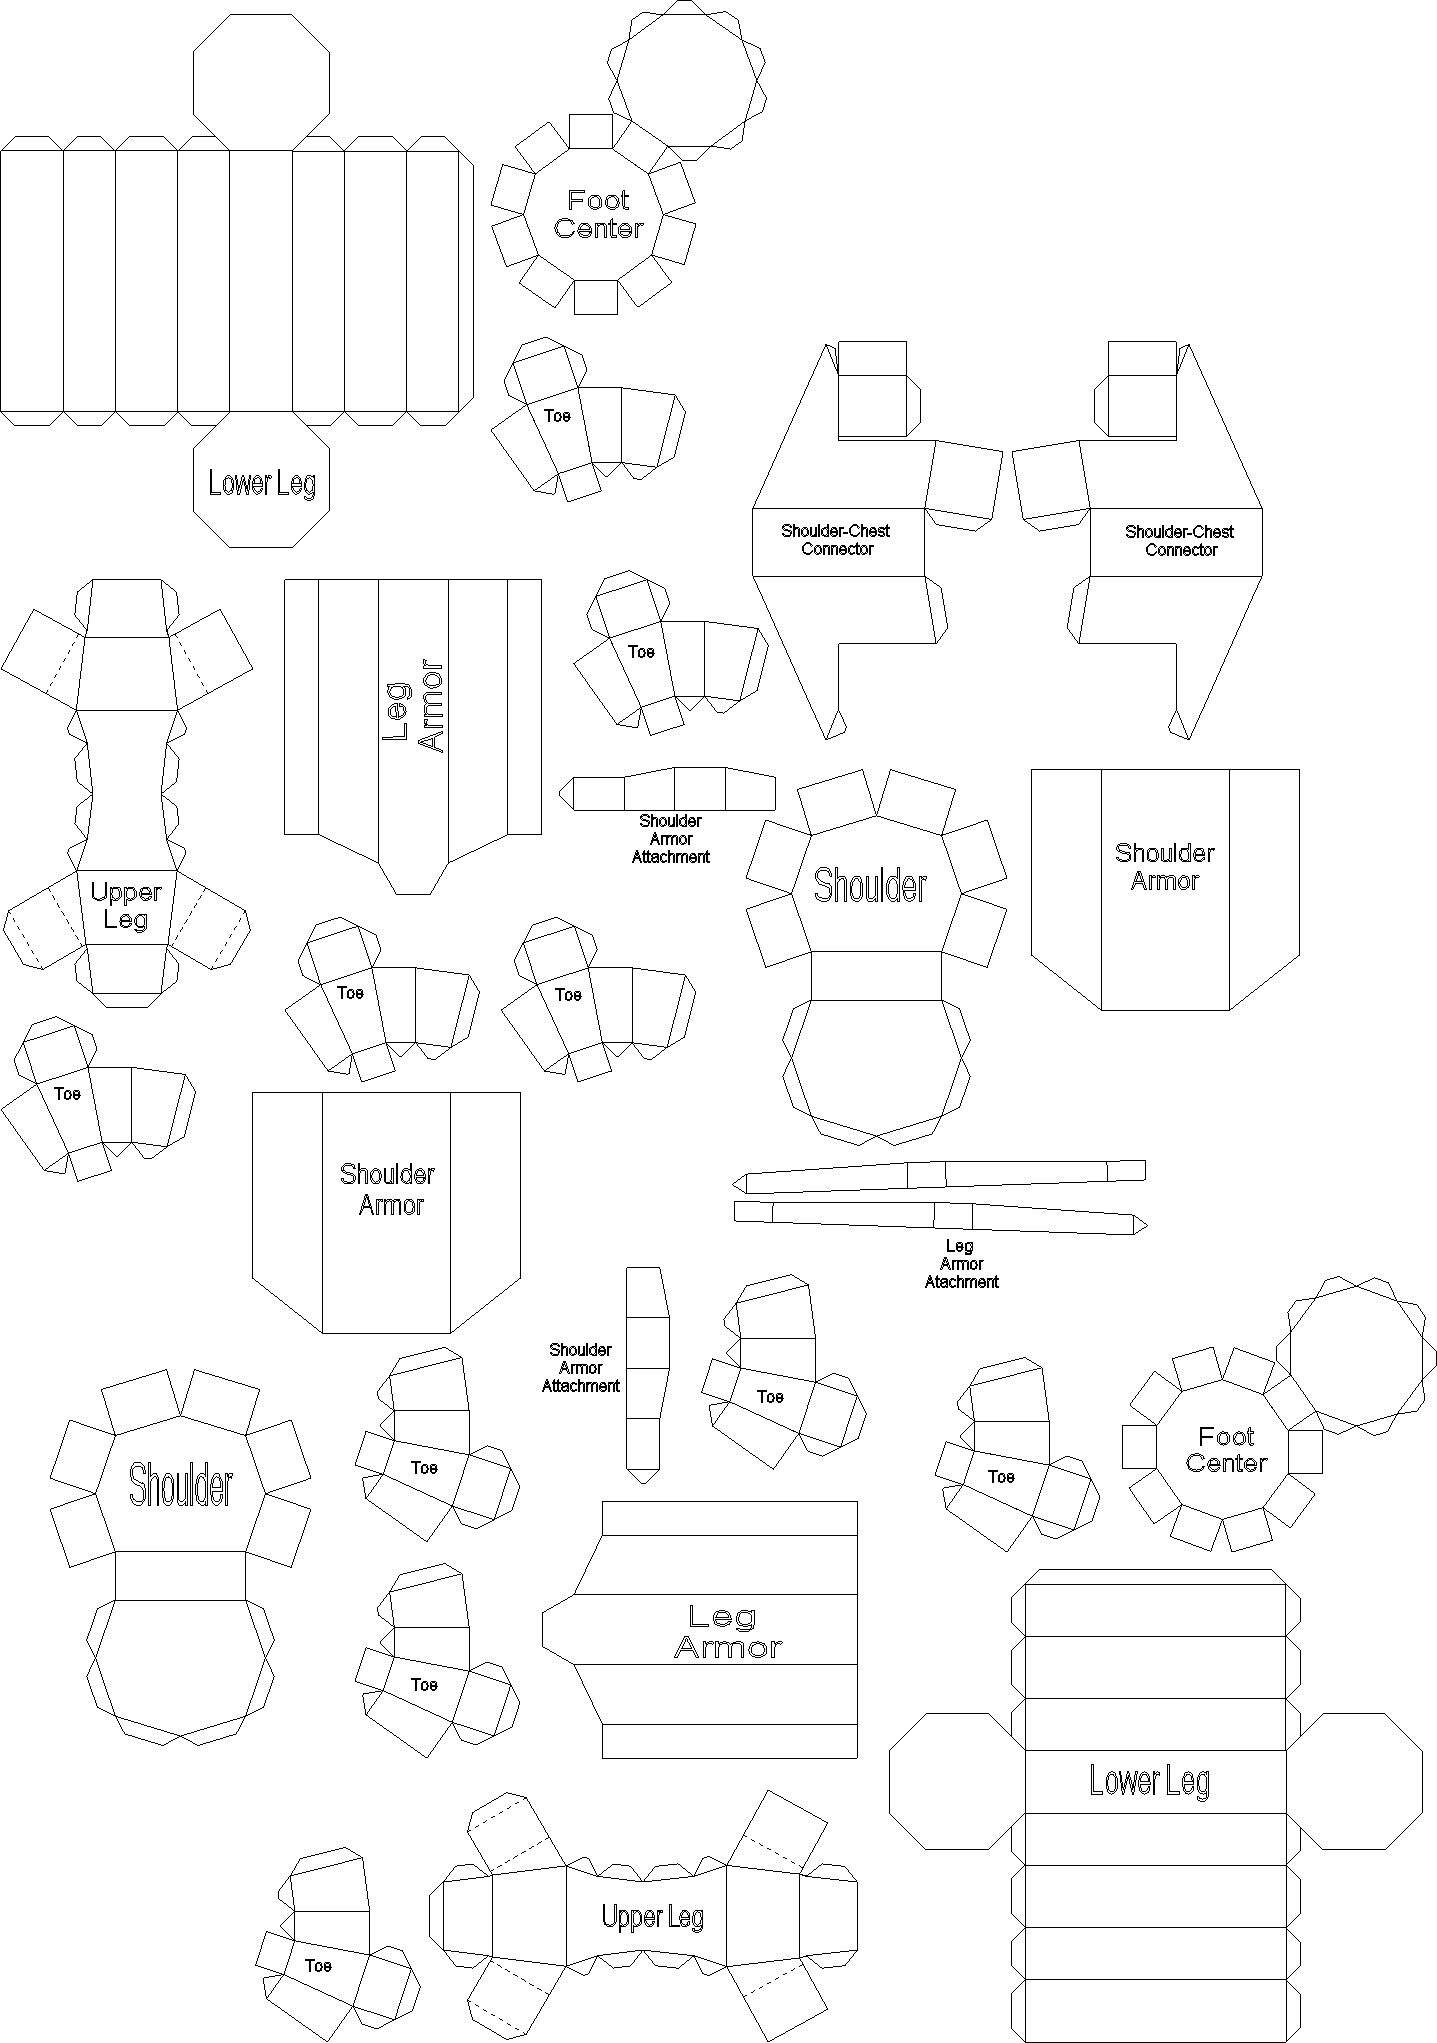 Foot
Center
Toe
Lower Leg
Shoulder-Chest
Connector
Shoulder-Chest
Connector
Toe
Leg
Armor
Shoulder
Armor
Attachment
Shoulder
Shoulder
Armor
Upper
Leg
Toe
Toe
Toe
Shoulder
Armor
Leg
Armor
Atachment
Shoulder
Armor
Attachment
Toe
Shoulder
Toe
Toe
Foot
Center
Leg
Armor
Toe
Lower Leg
Upper Leg
Toe